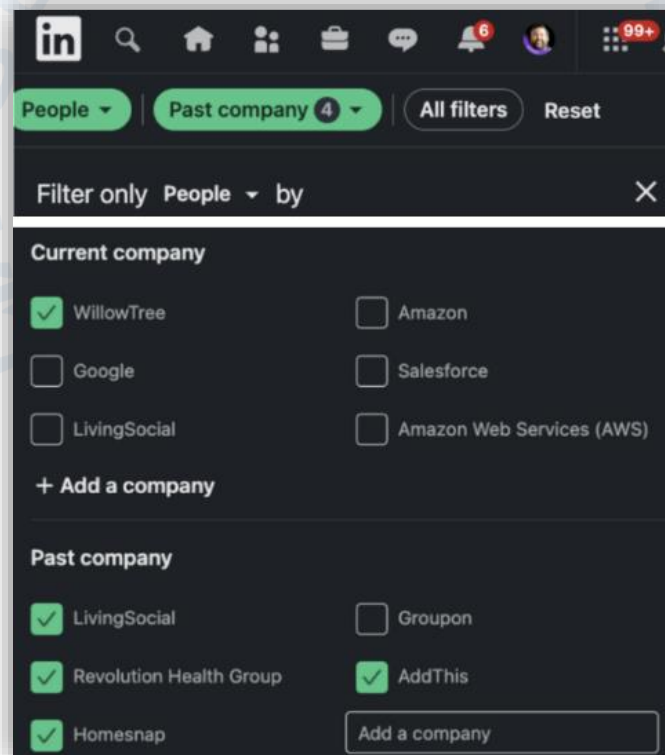 in 6 99+
People Past company 4 All filters Reset
Filter only People by
Current company
WillowTree Amazon
Google Salesforce
LivingSocial Amazon Web Services (AWS)
+ Add a company
Past company
LivingSocial Groupon
Revolution Health Group AddThis
Homesnap Add a company